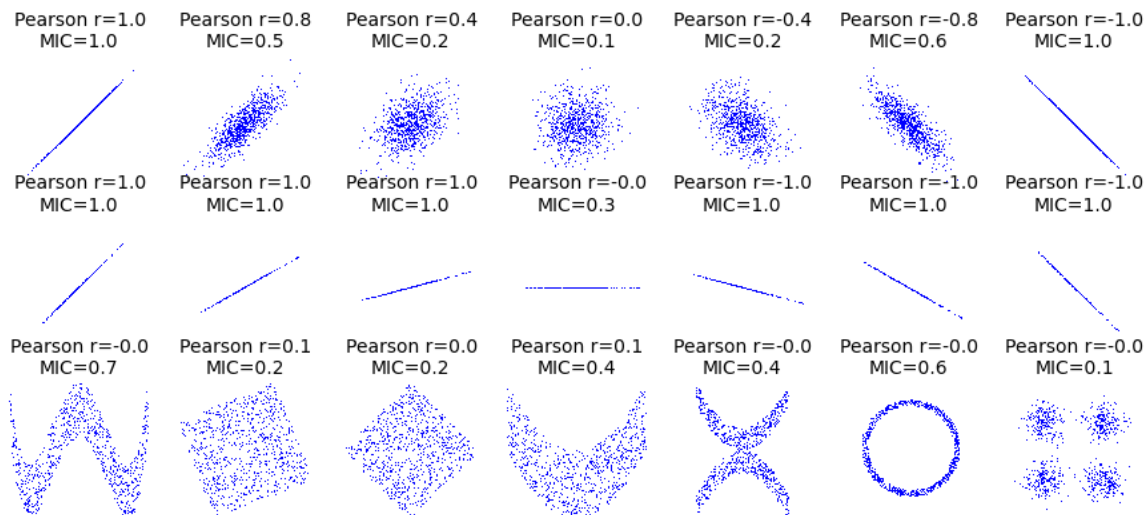 Pearson r=1.0
MIC=1.0
Pearson r=0.8
MIC=0.5
Pearson r=0.4
MIC=0.2
Pearson r=0.0
MIC=0.1
Pearson r=-0.4
MIC=0.2
Pearson r=-0.8
MIC=0.6
Pearson r=-1.0
MIC=1.0
Pearson r=1.0
MIC=1.0
Pearson r=1.0
MIC=1.0
Pearson r=1.0
MIC=1.0
Pearson r=-0.0
MIC=0.3
Pearson r=-1.0
MIC=1.0
Pearson r=-1.0
MIC=1.0
Pearson r=-1.0
MIC=1.0
Pearson r=-0.0
MIC=0.7
Pearson r=0.1
MIC=0.2
Pearson r=0.0
MIC=0.2
Pearson r=0.1
MIC=0.4
Pearson r=-0.0
MIC=0.4
Pearson r=-0.0
MIC=0.6
Pearson r=-0.0
MIC=0.1